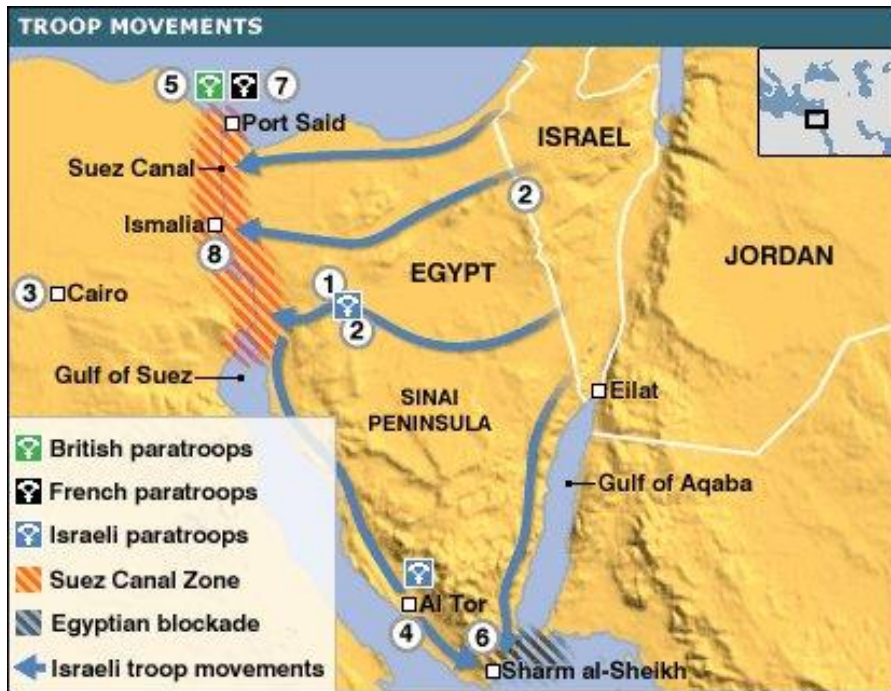 TROOP MOVEMENTS
5 7
Port Said
ISRAEL
Suez Canal
2
Ismalia
8
EGYPT
JORDAN
1
3 Cairo
2
Gulf of Suez
SINAI
PENINSULA
Eilat
Gulf of Aqaba
British paratroops
French paratroops
Israeli paratroops
Suez Canal Zone
Egyptian blockade
Israeli troop movements
Al Tor
4
6
Sharm al-Sheikh